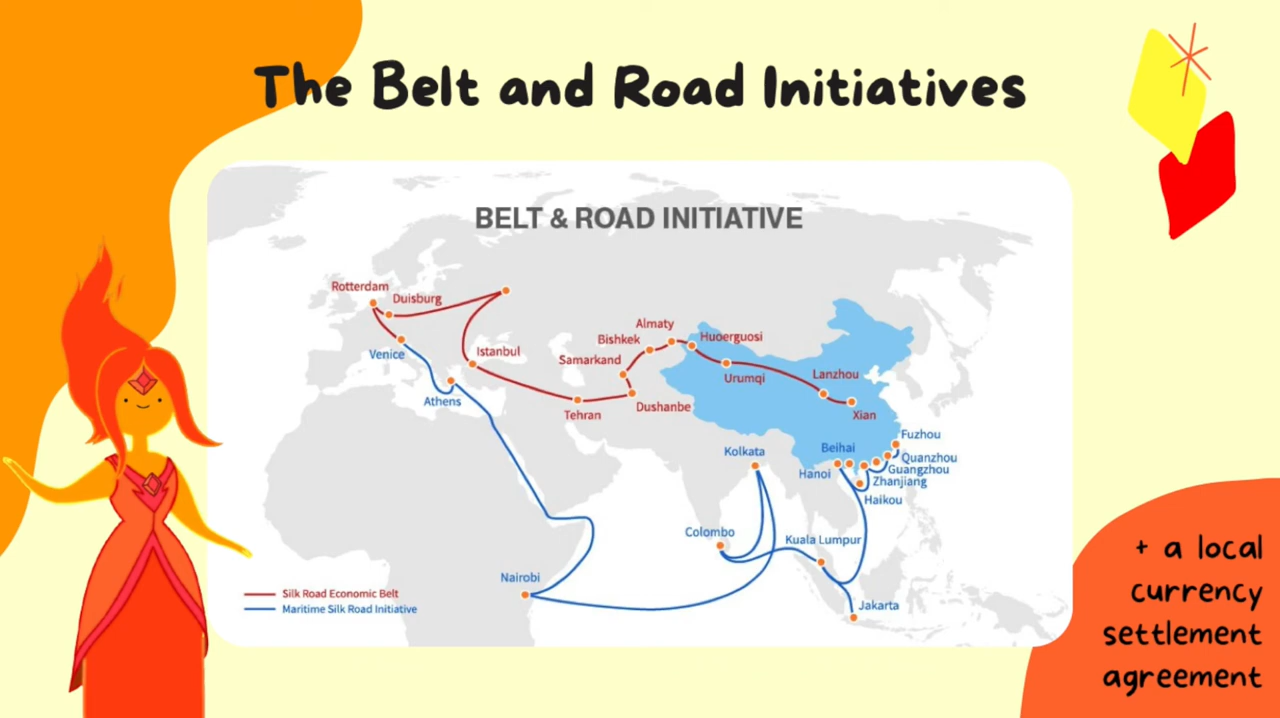 The Belt and Road Initiatives
BELT & ROAD INITIATIVE
Rotterdam
Duisburg
Venice
Athens
Istanbul
Tehran
Samarkand
Dushanbe
Bishkek
Almaty
Huoerguosi
Urumqi
Lanzhou
Xian
Fuzhou
Quanzhou
Guangzhou
Zhanjiang
Haikou
Beihai
Hanoi
Kolkata
Colombo
Kuala Lumpur
Jakarta
Nairobi
Silk Road Economic Belt
Maritime Silk Road Initiative
+ a local
currency
settlement
agreement